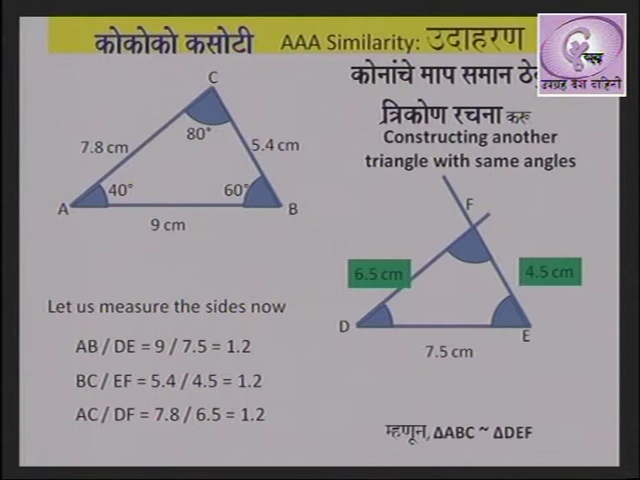 कोकोको कसोटी AAA Similarity: उदाहरण
कोनांचे माप समान
त्रिकोण रचना करू
Constructing another
triangle with same angles
C
80°
7.8 cm
5.4 cm
40°
60°
A
B
9 cm
F
6.5 cm
4.5 cm
D
E
7.5 cm
Let us measure the sides now
AB / DE = 9 / 7.5 = 1.2
BC / EF = 5.4 / 4.5 = 1.2
AC / DF = 7.8 / 6.5 = 1.2
म्हणून, ΔABC ~ ΔDEF